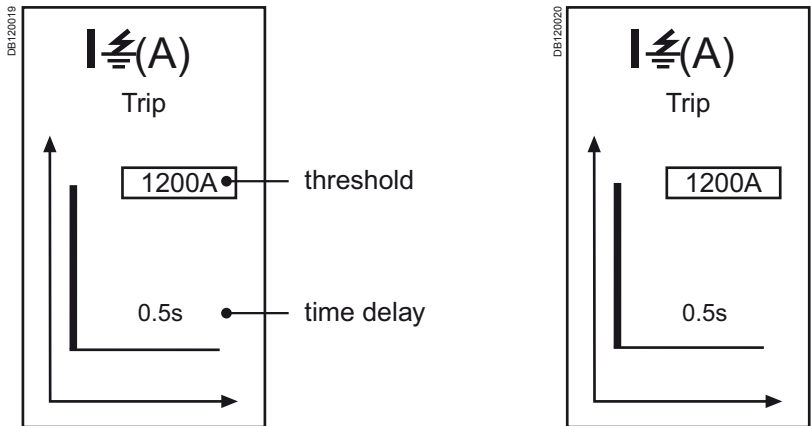 DB120019
I (A)
Trip
1200A
threshold
0.5s
time delay
DB120020
I (A)
Trip
1200A
0.5s